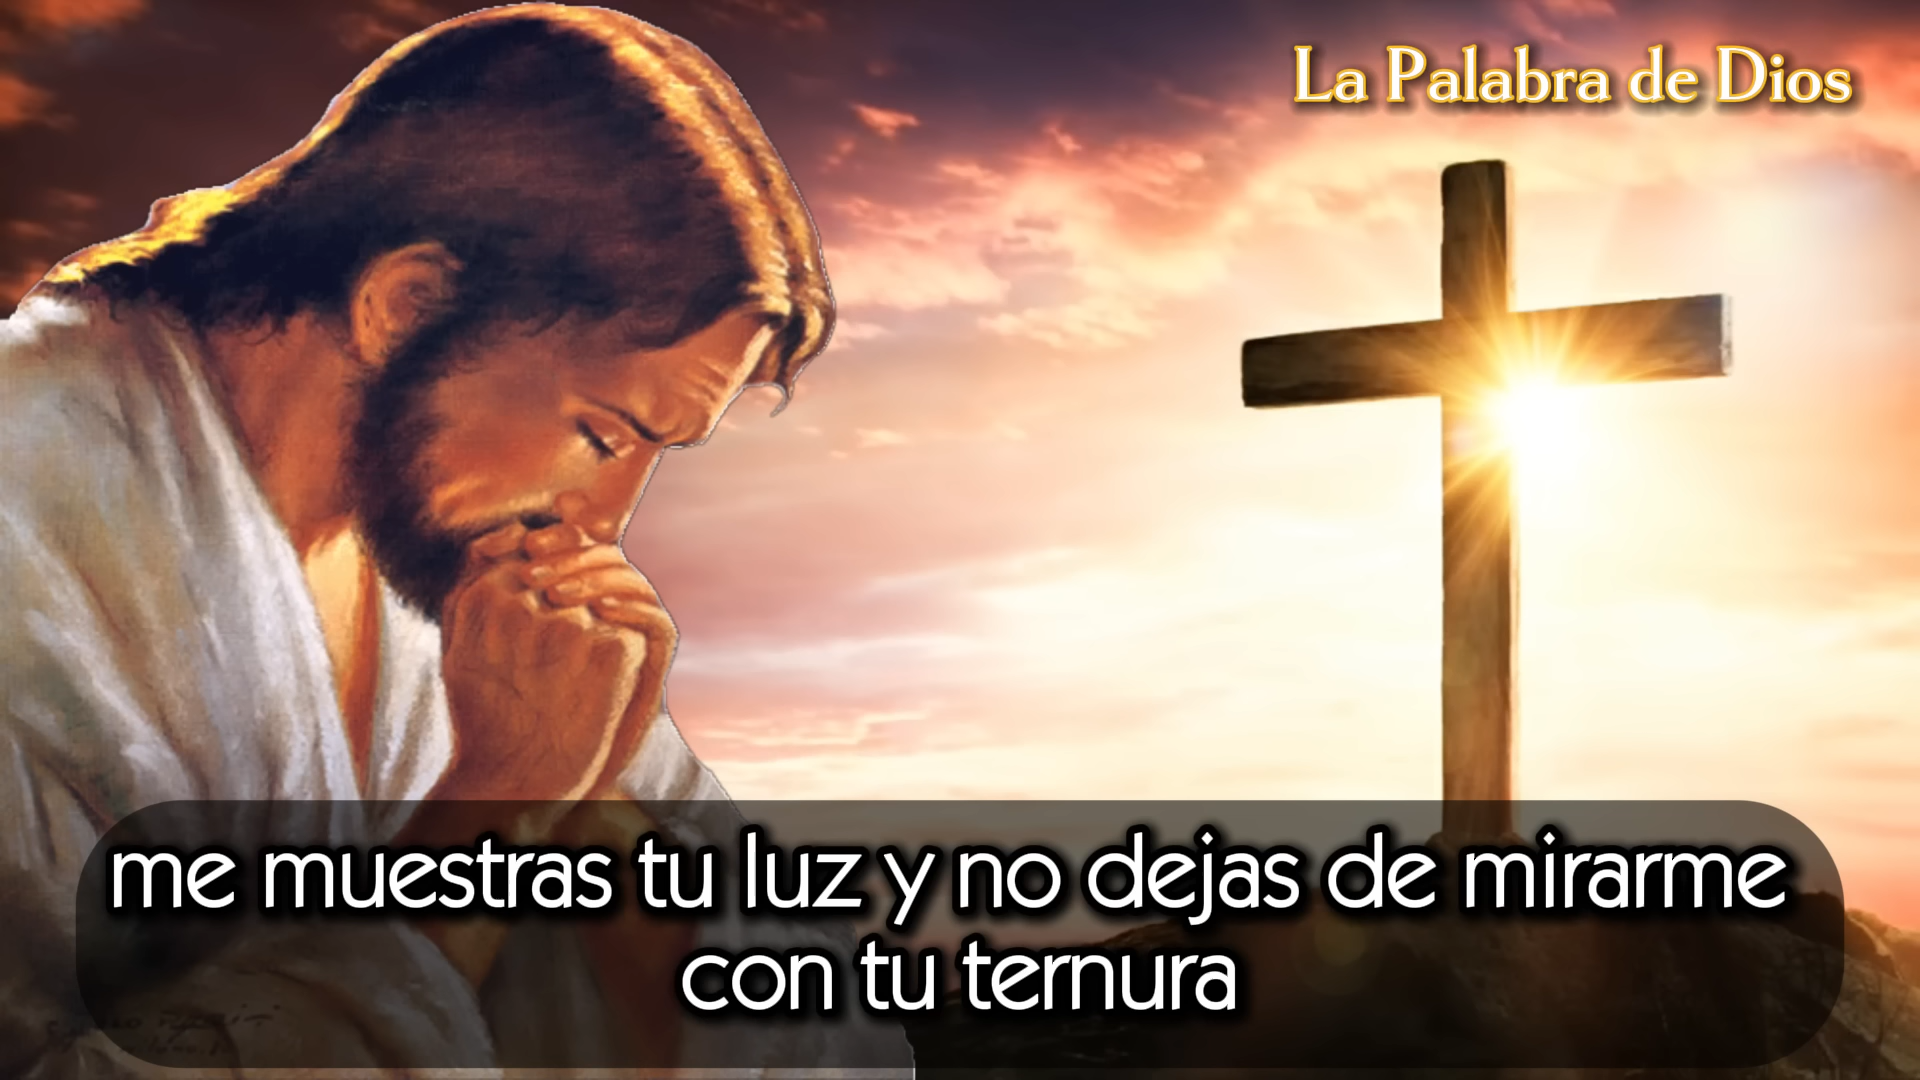 La Palabra de Dios
me muestras tu luz y no dejas de mirarme
con tu ternura